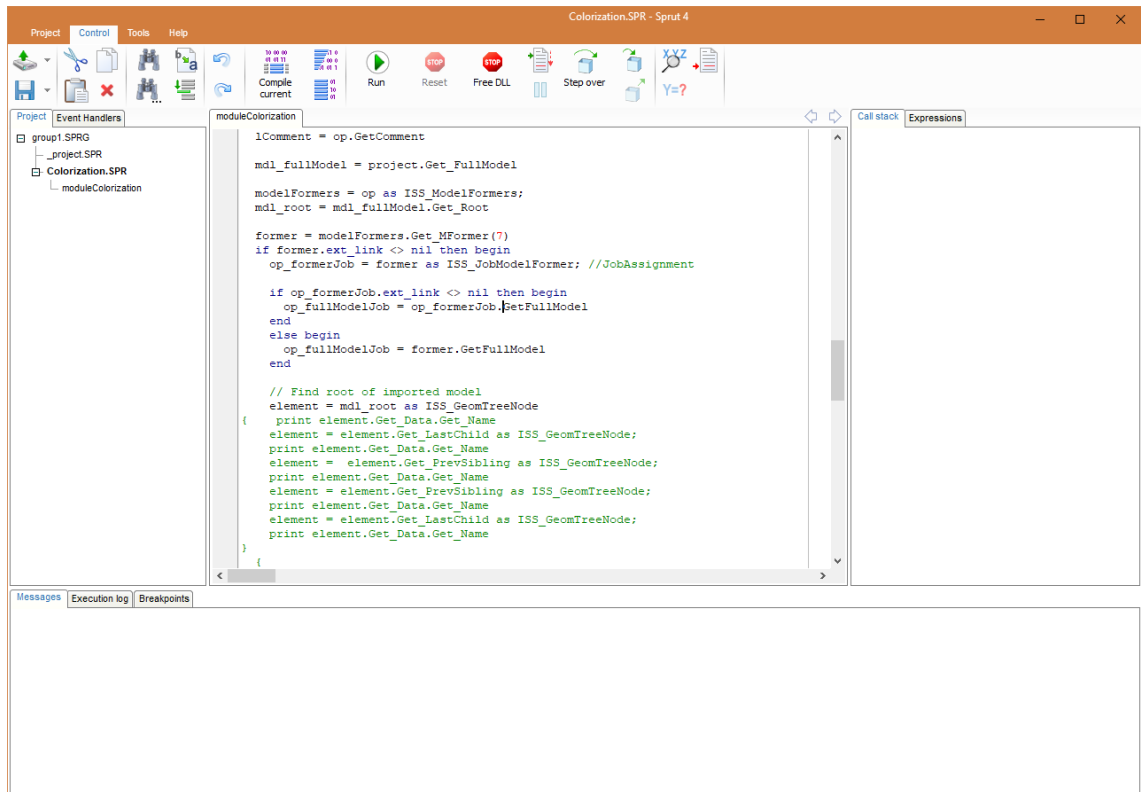 Colorization.SPR - Sprut 4
Project Control Tools Help
Compile current
Run
Reset
Free DLL
Step over
STOP
STOP
X,Y,Z
Y=?
Project Event Handlers
group1.SPRG
_project.SPR
Colorization.SPR
moduleColorization
moduleColorization
lComment = op.GetComment
mdl_fullModel = project.Get_FullModel
modelFormers = op as ISS_ModelFormers;
mdl_root = mdl_fullModel.Get_Root
former = modelFormers.Get_MFormer(7)
if former.ext_link <> nil then begin
op_formerJob = former as ISS_JobModelFormer; //JobAssignment
if op_formerJob.ext_link <> nil then begin
op_fullModelJob = op_formerJob.GetFullModel
end
else begin
op_fullModelJob = former.GetFullModel
end
// Find root of imported model
element = mdl_root as ISS_GeomTreeNode
{ print element.Get_Data.Get_Name
element = element.Get_LastChild as ISS_GeomTreeNode;
print element.Get_Data.Get_Name
element = element.Get_PrevSibling as ISS_GeomTreeNode;
print element.Get_Data.Get_Name
element = element.Get_PrevSibling as ISS_GeomTreeNode;
print element.Get_Data.Get_Name
element = element.Get_LastChild as ISS_GeomTreeNode;
print element.Get_Data.Get_Name
}
{
Call stack Expressions
Messages Execution log Breakpoints